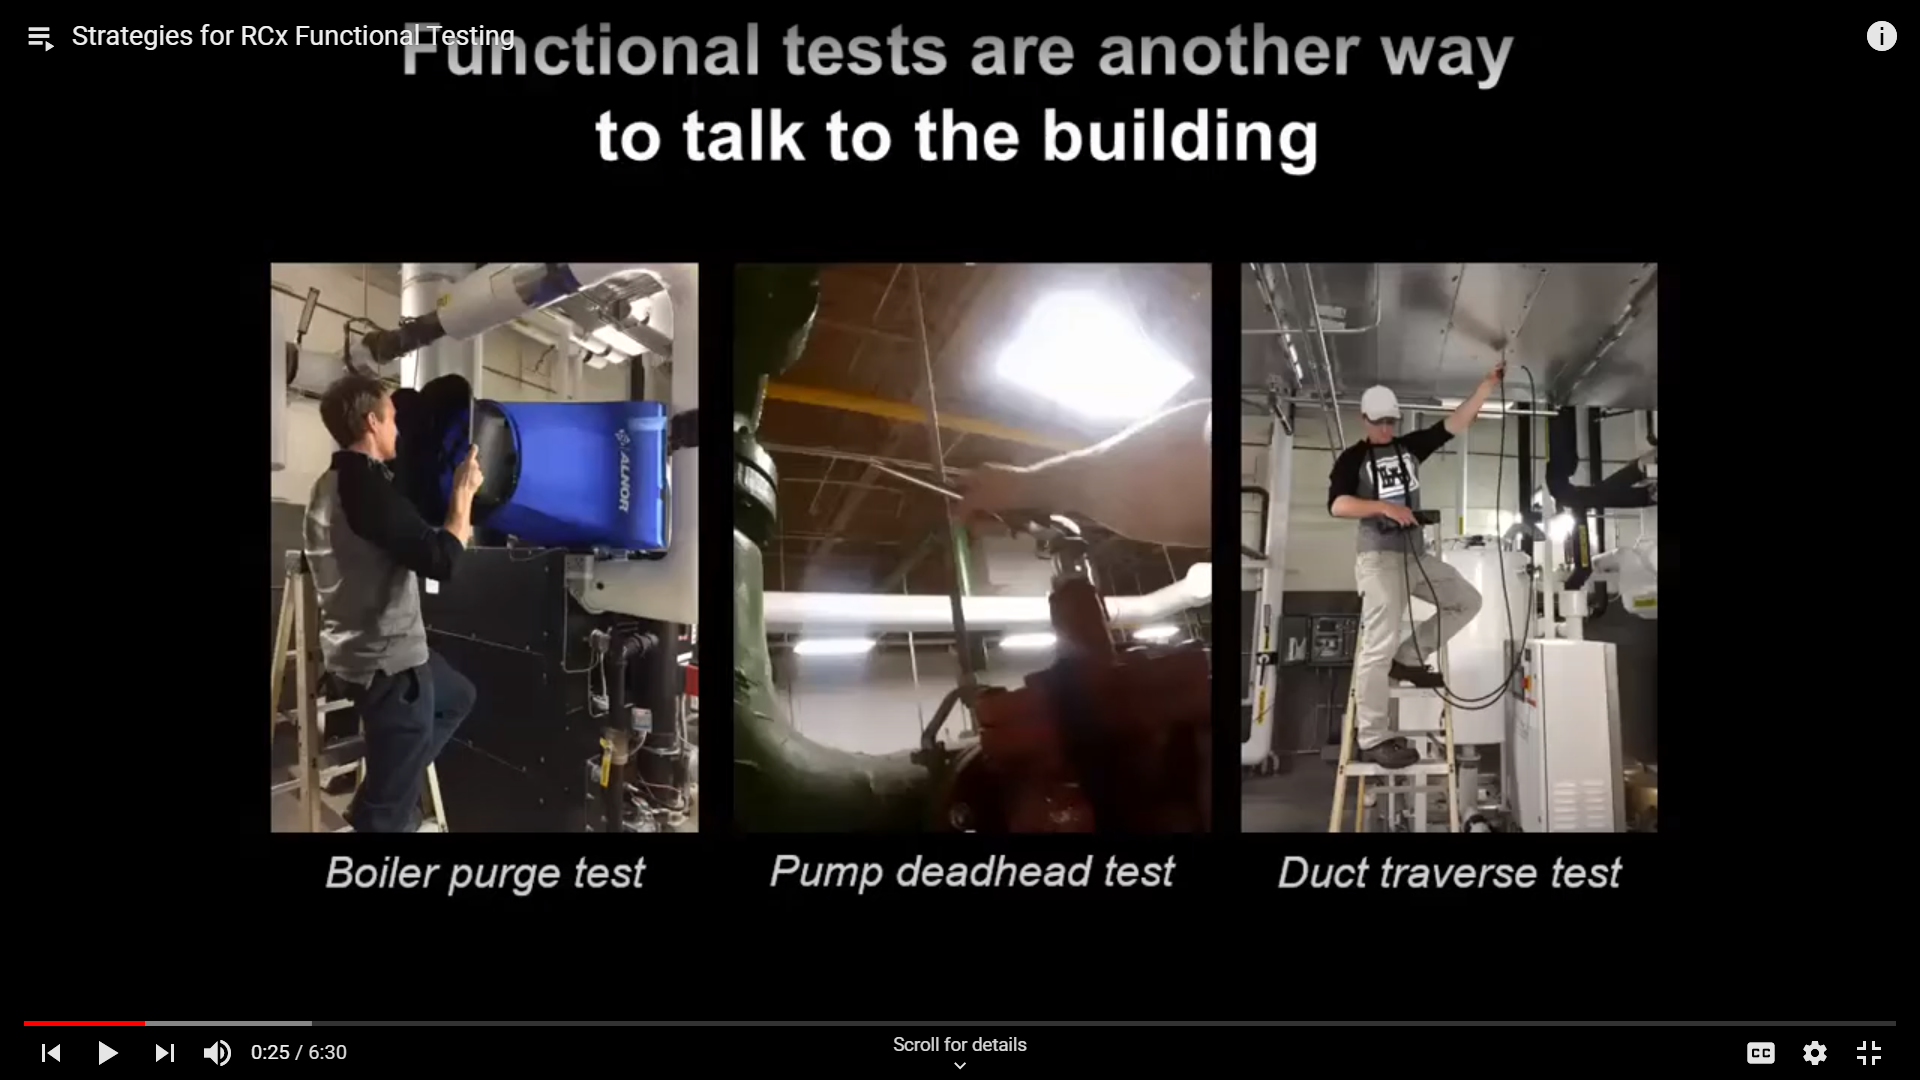 Strategies for RCx Functional Testing
Functional tests are another way
to talk to the building
ALNOR
Boiler purge test
Pump deadhead test
Duct traverse test
0:25 / 6:30
Scroll for details
CC